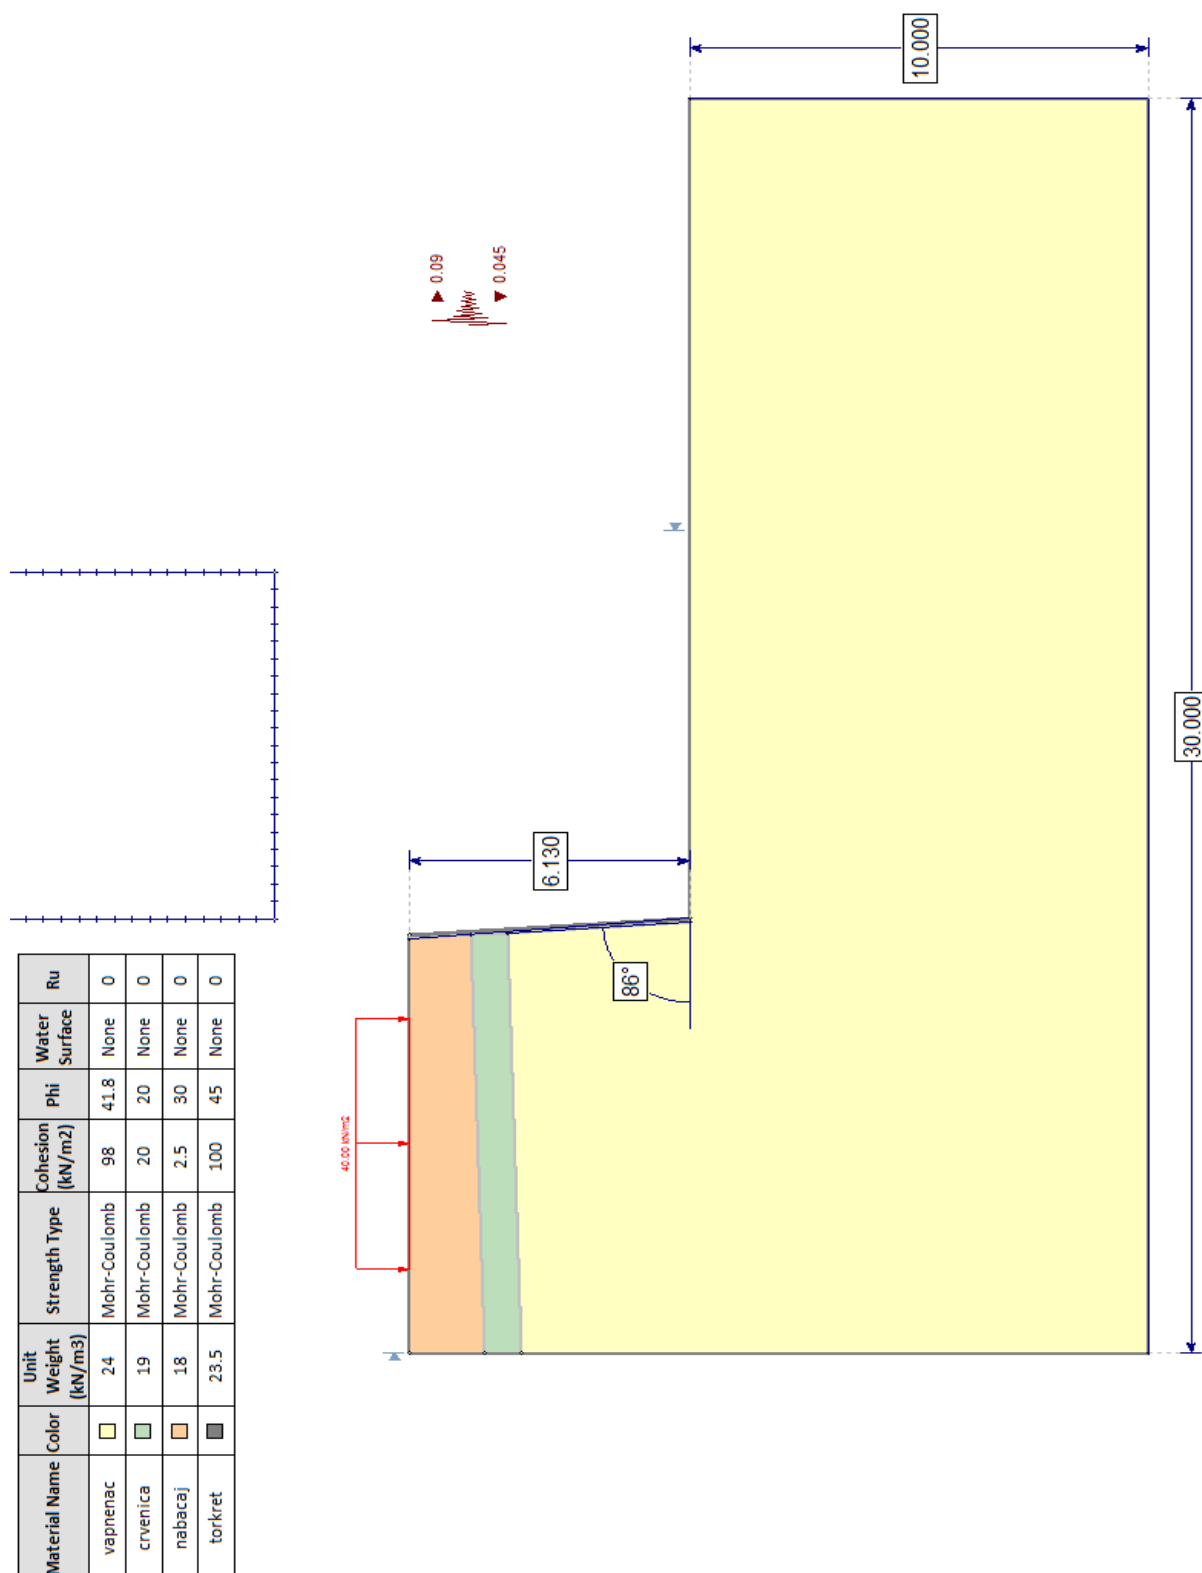 Material Name Color Unit Weight (kN/m3) Strength Type Cohesion (kN/m2) Phi Water Surface Ru
vapnenac 24 Mohr-Coulomb 98 41.8 None 0
crvenica 19 Mohr-Coulomb 20 20 None 0
nabacaj 18 Mohr-Coulomb 2.5 30 None 0
torkret 23.5 Mohr-Coulomb 100 45 None 0
40.00 kN/m2
0.09
0.045
6.130
86°
10.000
30.000